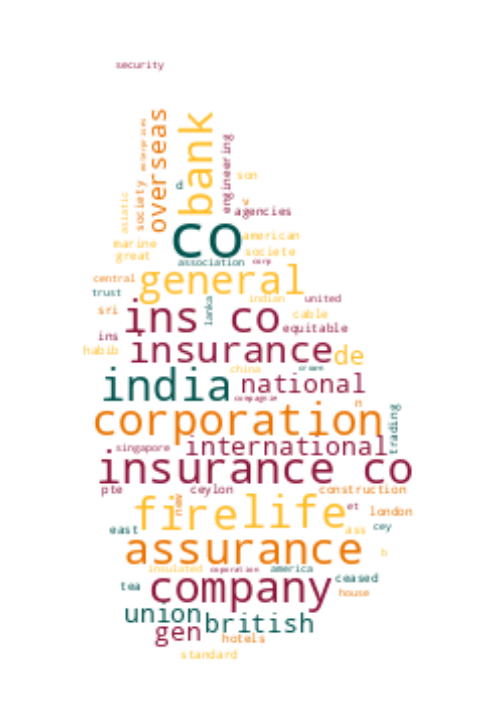 security
enterprises
asiatic
society
overseas
bank
engineering
d
son
v
agencies
co
american
societe
association corp
marine
great
central
general
trust
indian united
sri
lanka
ins co
cable
equitable
ins
insurance
de
habib
china
crown
india
national
compagnie
n
corporation
trading
singapore
international
insurance co
pte
ceylon
construction
new
fire
life
et
london
east
ass
cey
assurance
b
insulated
coporation
america
tea
company
ceased
house
union
british
gen
hotels
standard